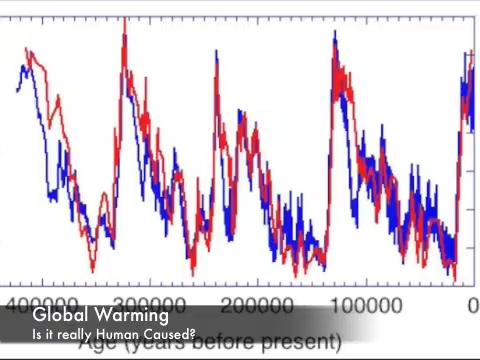 400000 300000 200000 100000 0
Global Warming
Is it really Human Caused?
Age (years before present)